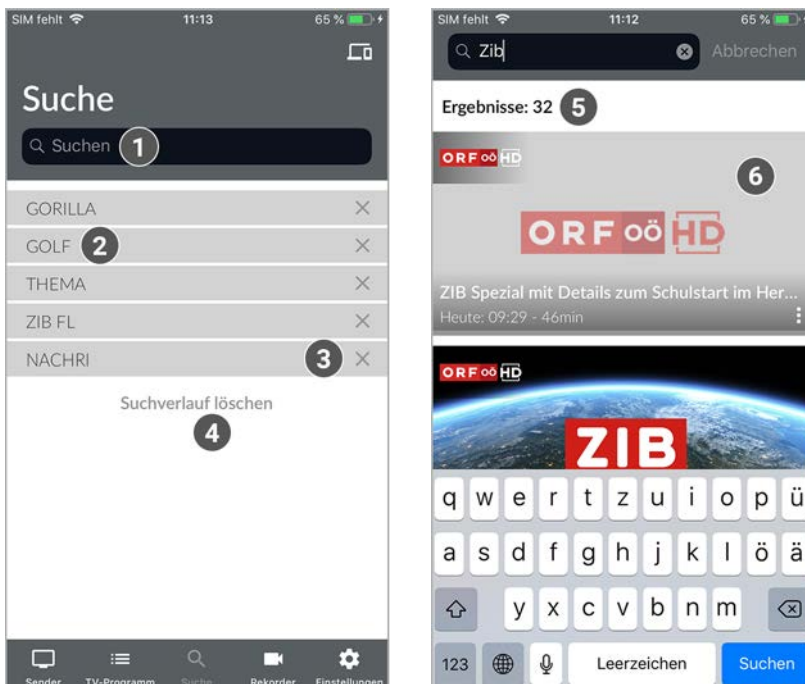 SIM fehlt 11:13 65 %
Suche
Suchen 1
GORILLA
GOLF 2
THEMA
ZIB FL
NACHRI 3
Suchverlauf löschen
4
Sender TV-Programm Suche Rekorder Einstellungen
SIM fehlt 11:12 65 %
Zib Abbrechen
Ergebnisse: 32 5
ORF oö HD
6
ORF oö HD
ZIB Spezial mit Details zum Schulstart im Her...
Heute: 09:29 - 46min
ORF oö HD
ZIB
q w e r t z u i o p ü
a s d f g h j k l ö ä
y x c v b n m
123 Leerzeichen Suchen